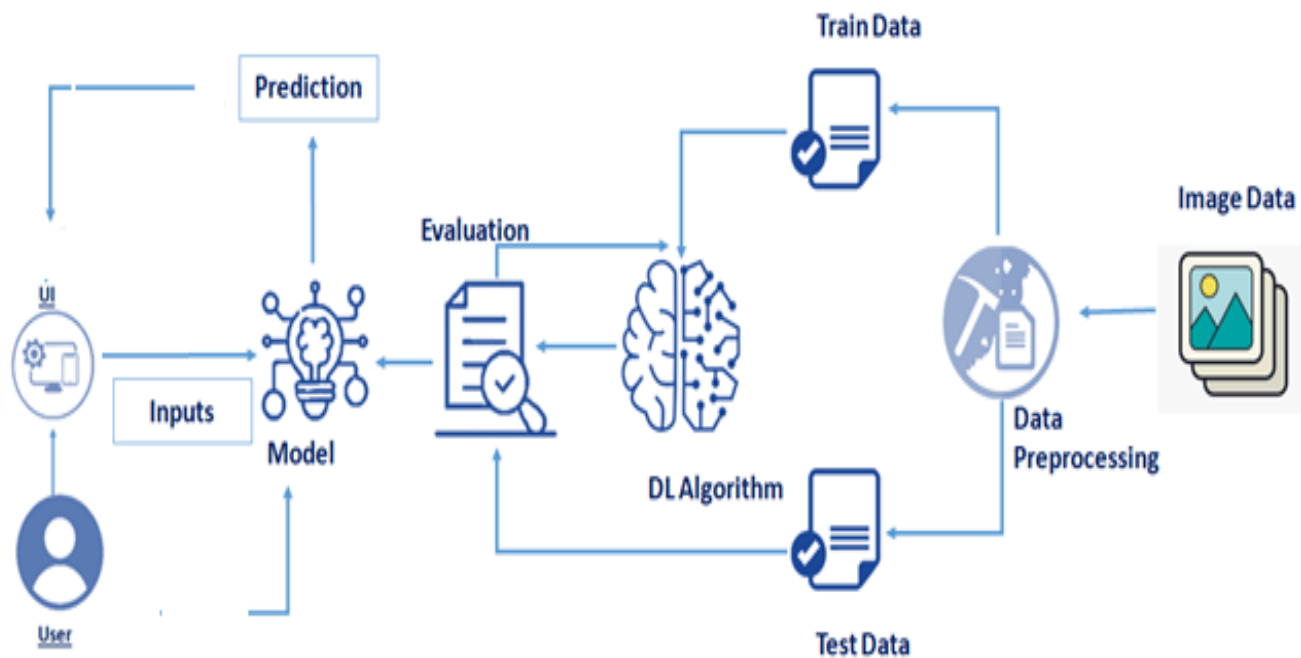 Train Data
Prediction
Image Data
Evaluation
UI
Inputs
Model
Data
Preprocessing
DL Algorithm
User
Test Data